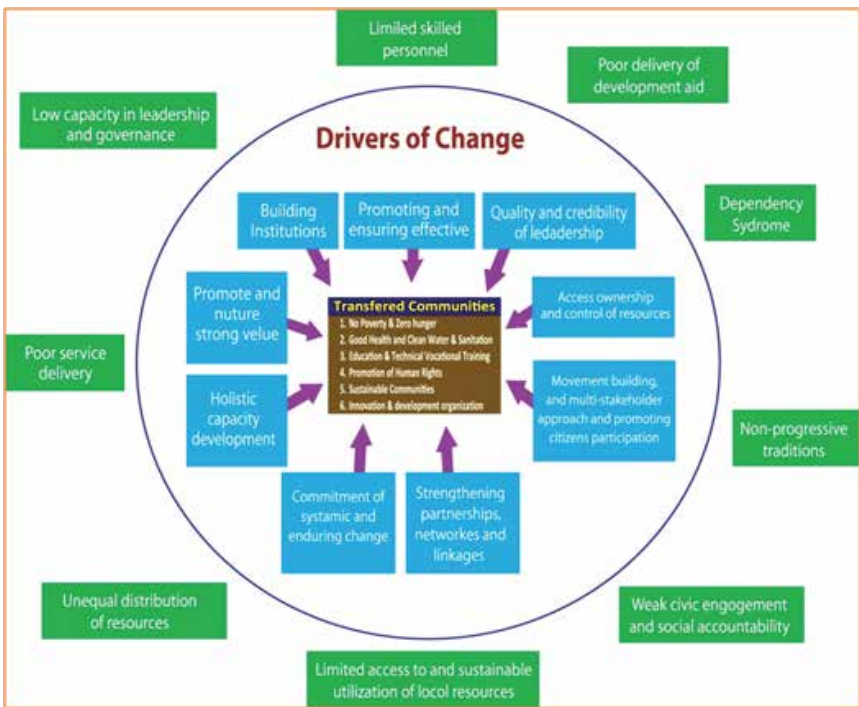 Limiled skilled
personnel
Poor delivery of
development aid
Low capacity in leadership
and governance
Drivers of Change
Dependency
Sydrome
Building
Institutions
Promoting and
ensuring effective
Quality and credibility
of ledadership
Promote and
nuture
strong velue
Transfered Communities
1. No Poverty & Zero hunger
2. Good Health and Clean Water & Sanitation
3. Education & Technical Vocational Training
4. Promotion of Human Rights
5. Sustainable Communities
6. Innovation & development organization
Access ownership
and control of resources
Poor service
delivery
Holistic
capacity
development
Movement building,
and multi-stakeholder
approach and promoting
citizens participation
Non-progressive
traditions
Commitment of
systamic and
enduring change
Strengthening
partnerships,
networkes and
linkages
Unequal distribution
of resources
Weak civic engogement
and social accountability
Limited access to and sustainable
utilization of locol resources